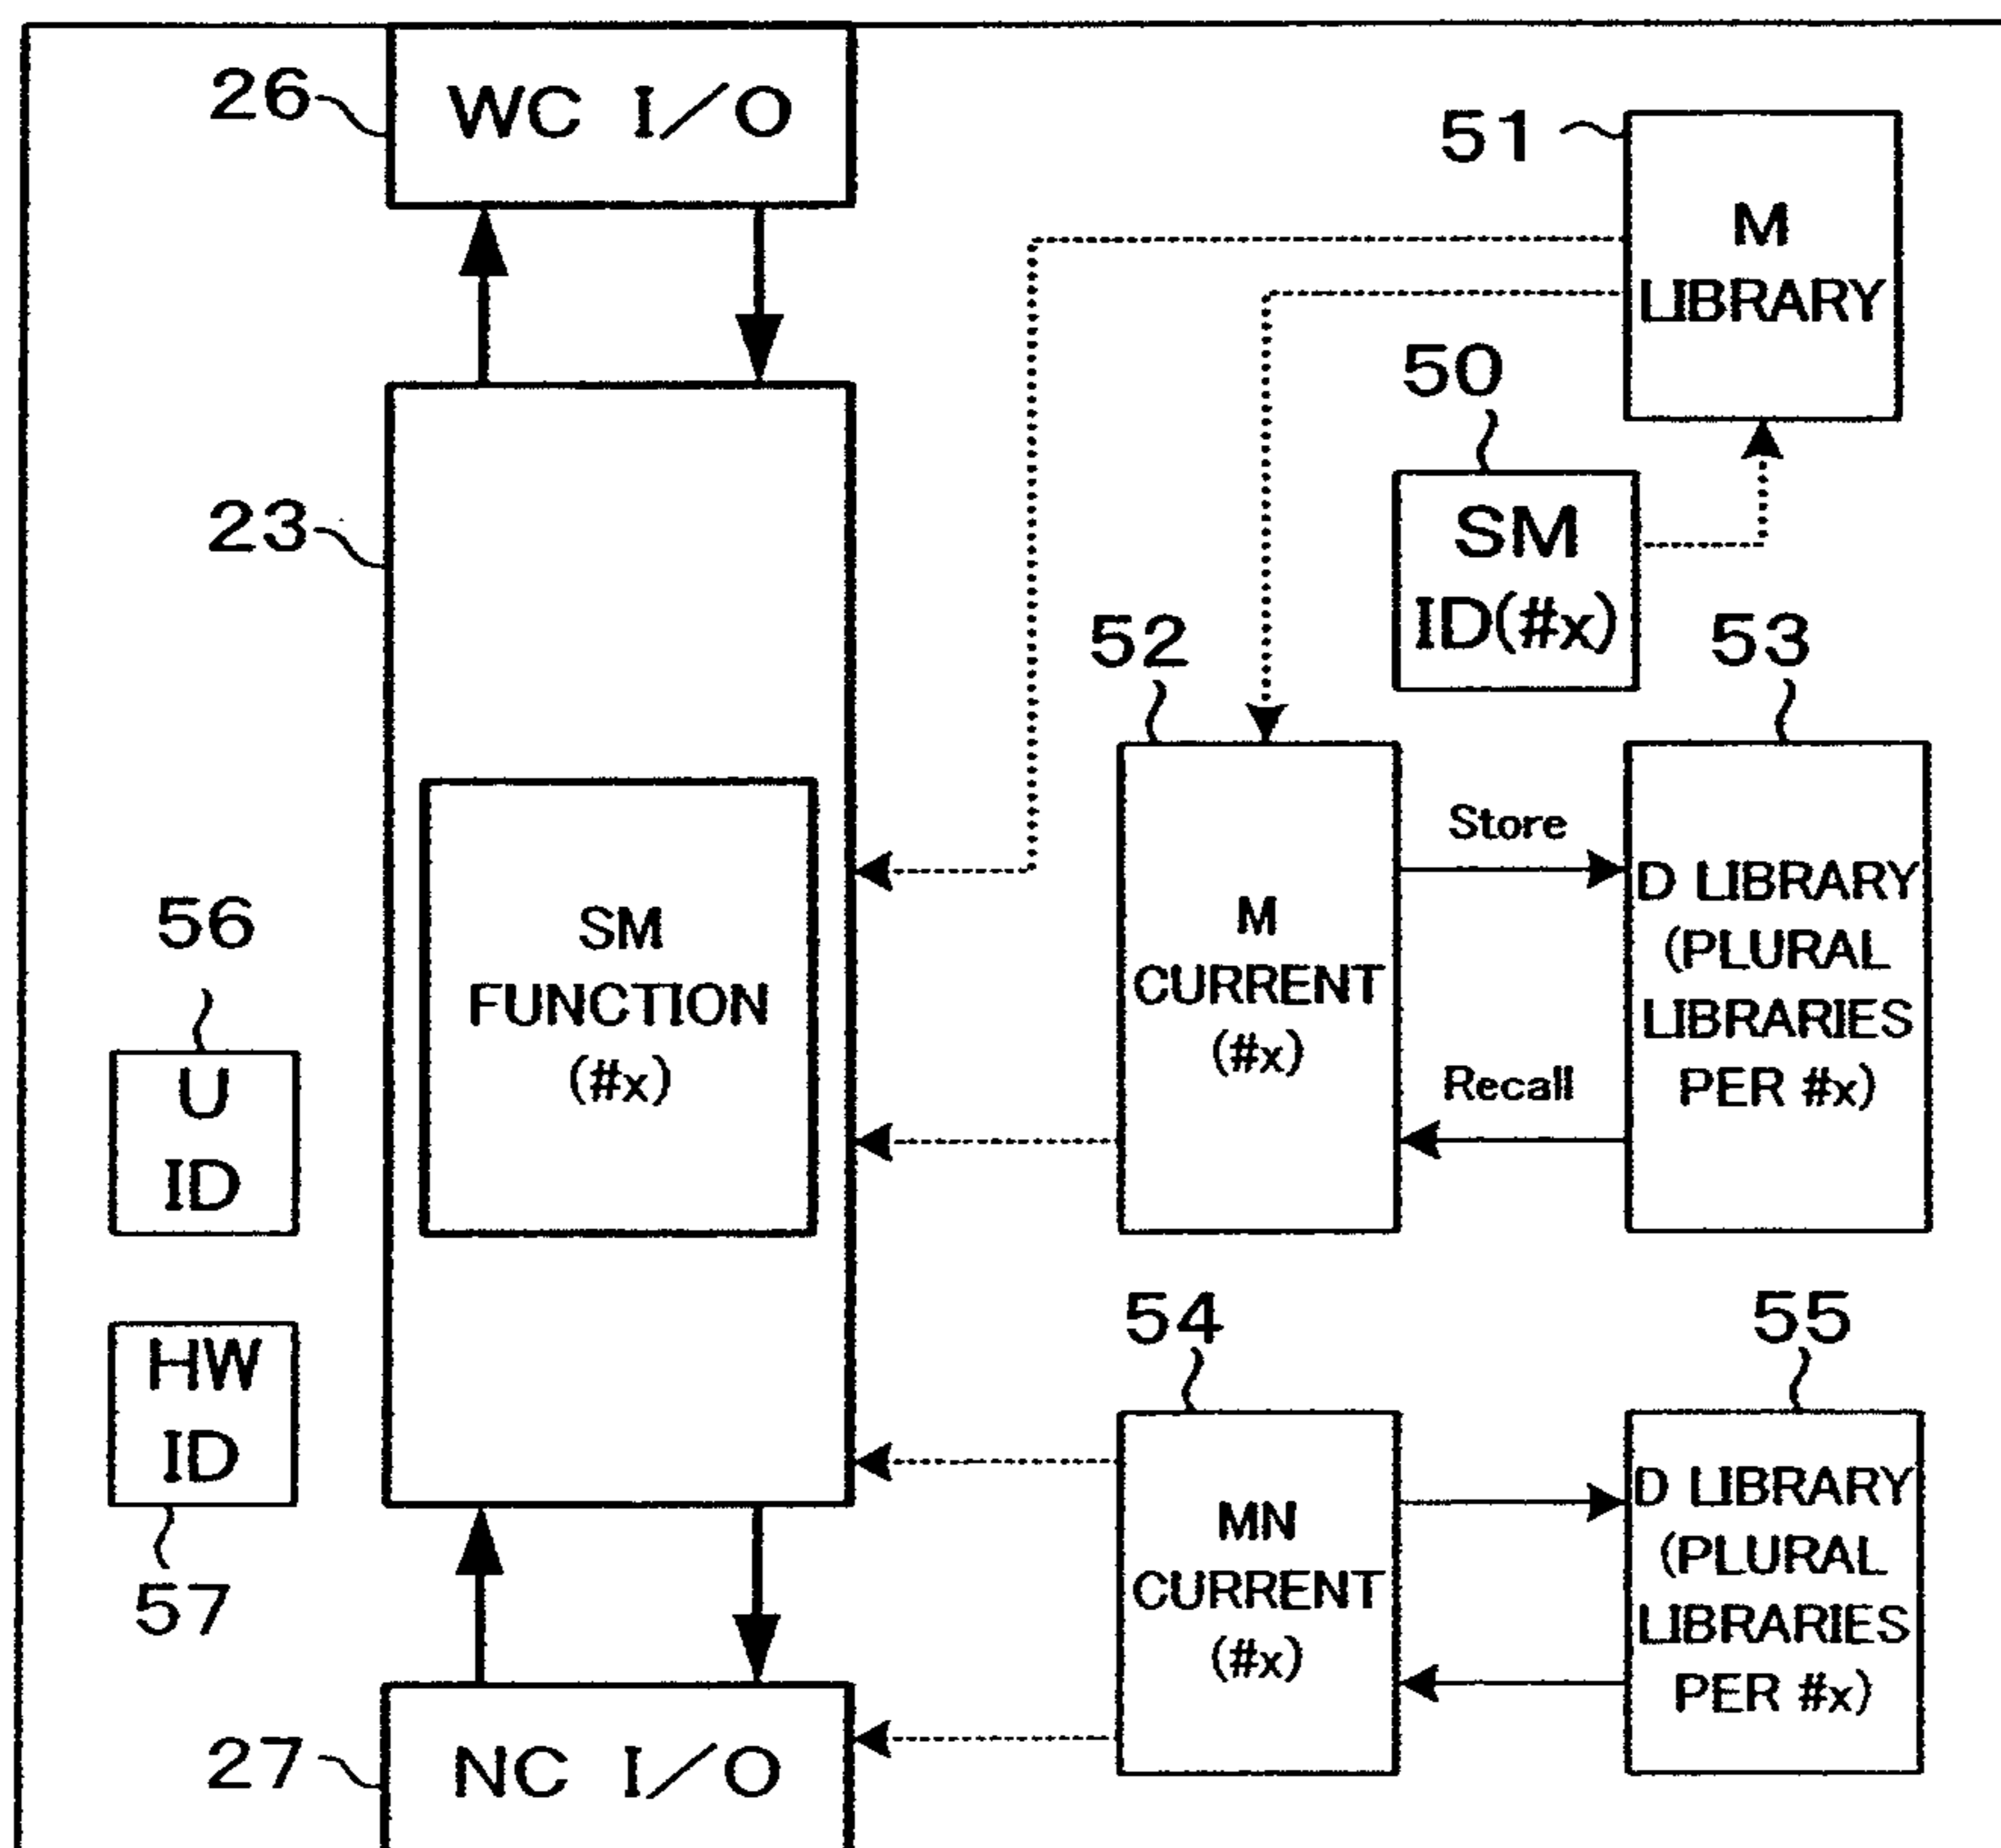 26
WC I/O
51
M
LIBRARY
50
SM
ID(#x)
23
52
53
SM
FUNCTION
(#x)
M
CURRENT
(#x)
Store
Recall
D LIBRARY
(PLURAL
LIBRARIES
PER #x)
56
U
ID
HW
ID
57
54
55
MN
CURRENT
(#x)
D LIBRARY
(PLURAL
LIBRARIES
PER #x)
27
NC I/O